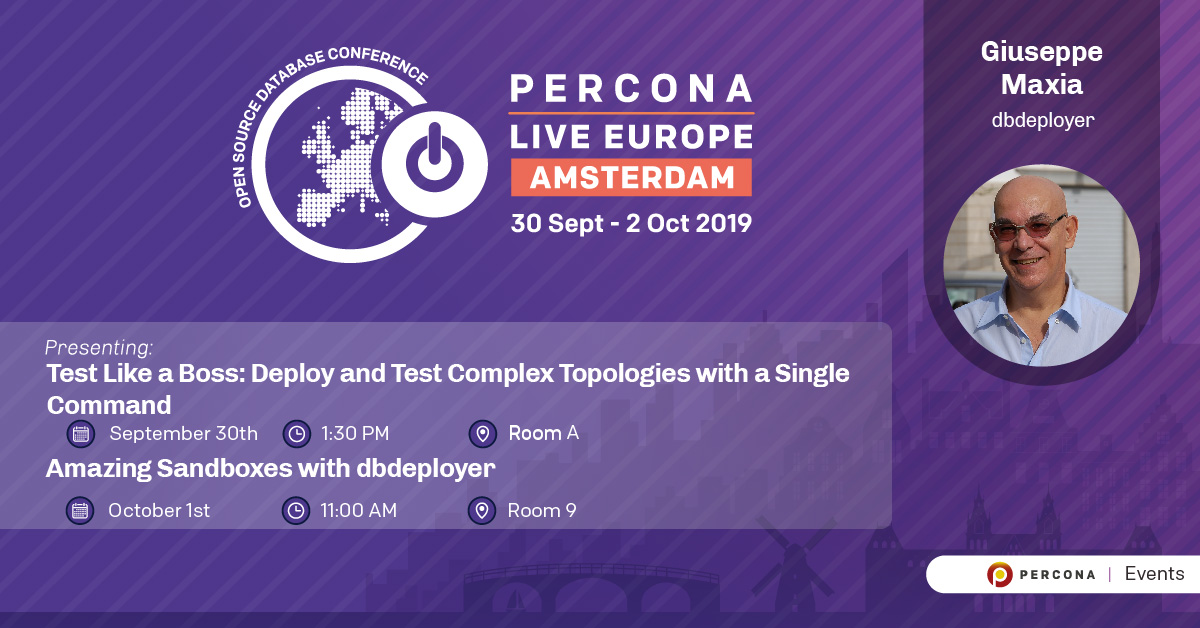 OPEN SOURCE DATABASE CONFERENCE
PERCONA
LIVE EUROPE
AMSTERDAM
30 Sept - 2 Oct 2019
Giuseppe
Maxia
dbdeployer
Presenting:
Test Like a Boss: Deploy and Test Complex Topologies with a Single
Command
September 30th 1:30 PM Room A
Amazing Sandboxes with dbdeployer
October 1st 11:00 AM Room 9
PERCONA | Events